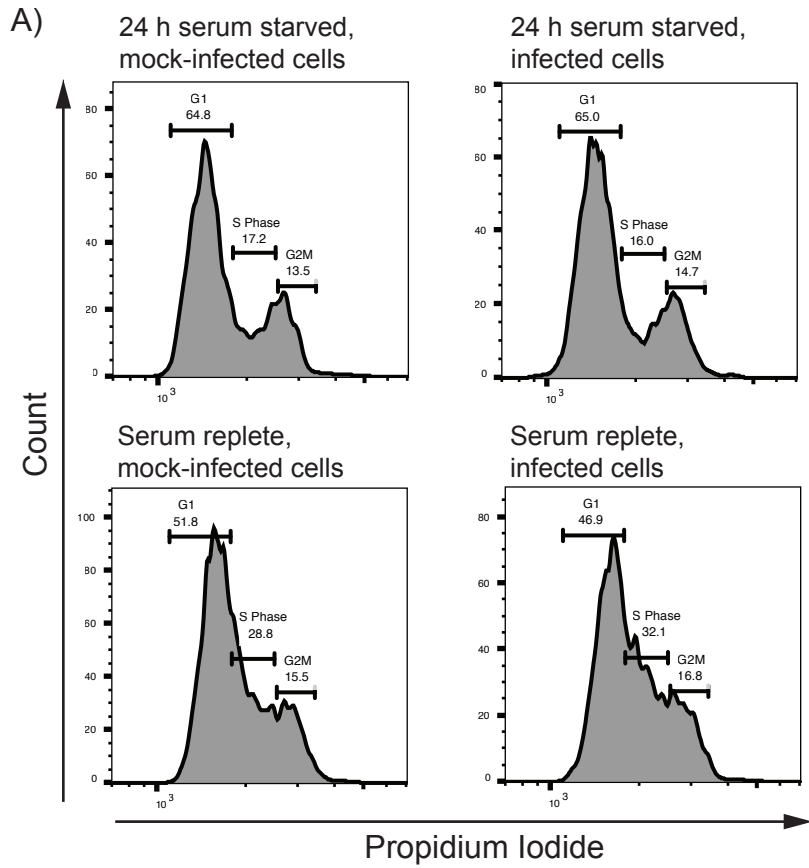 A)
24 h serum starved,
mock-infected cells
80
60
40
20
0
G1
64.8
S Phase
17.2
G2M
13.5
10³
24 h serum starved,
infected cells
80
60
40
20
0
G1
65.0
S Phase
16.0
G2M
14.7
10³
Serum replete,
mock-infected cells
100
80
60
40
20
0
G1
51.8
S Phase
28.8
G2M
15.5
10³
Serum replete,
infected cells
80
60
40
20
0
G1
46.9
S Phase
32.1
G2M
16.8
10³
Count
Propidium Iodide